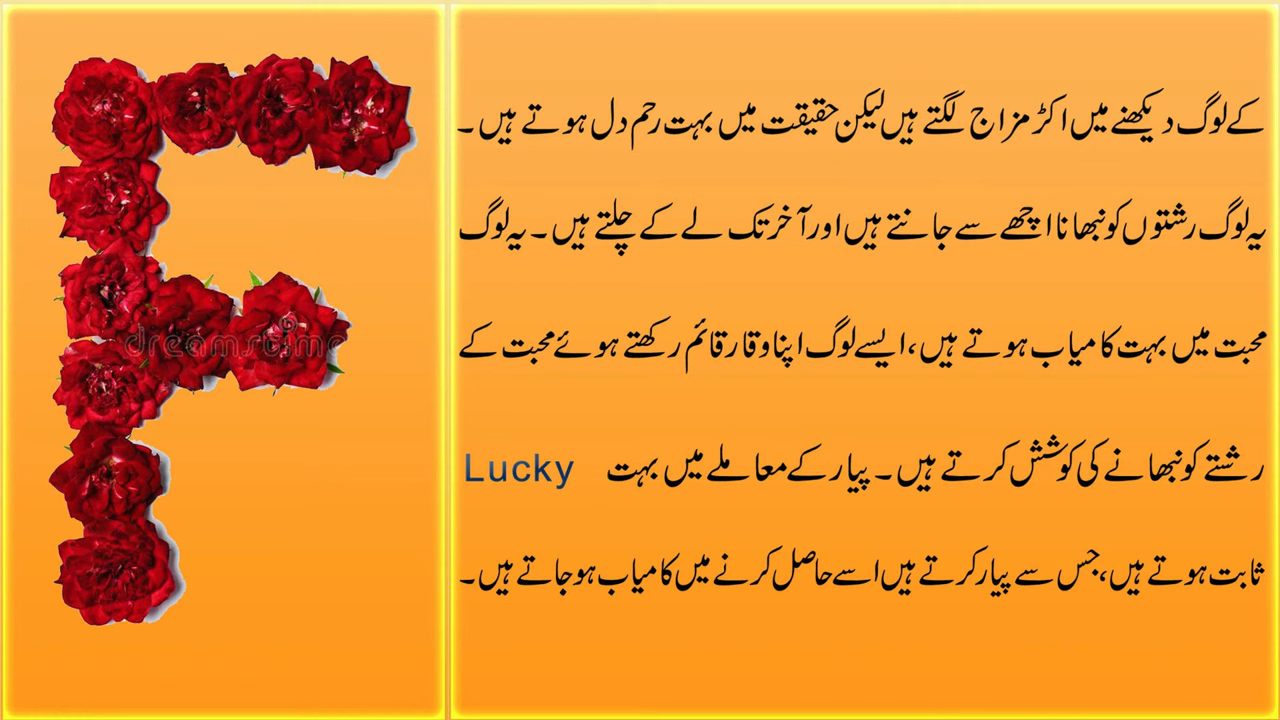 F
کے لوگ دیکھنے میں اکڑ مزاج لگتے ہیں لیکن حقیقت میں بہت رحم دل ہوتے ہیں۔
یہ لوگ رشتوں کو نبھانا اچھے سے جانتے ہیں اور آخر تک لے کے چلتے ہیں۔ یہ لوگ
محبت میں بہت کامیاب ہوتے ہیں، ایسے لوگ اپنا وقار قائم رکھتے ہوئے محبت کے
رشتے کو نبھانے کی کوشش کرتے ہیں۔ پیار کے معاملے میں بہت Lucky
ثابت ہوتے ہیں، جس سے پیار کرتے ہیں اسے حاصل کرنے میں کامیاب ہو جاتے ہیں۔
dreamstime